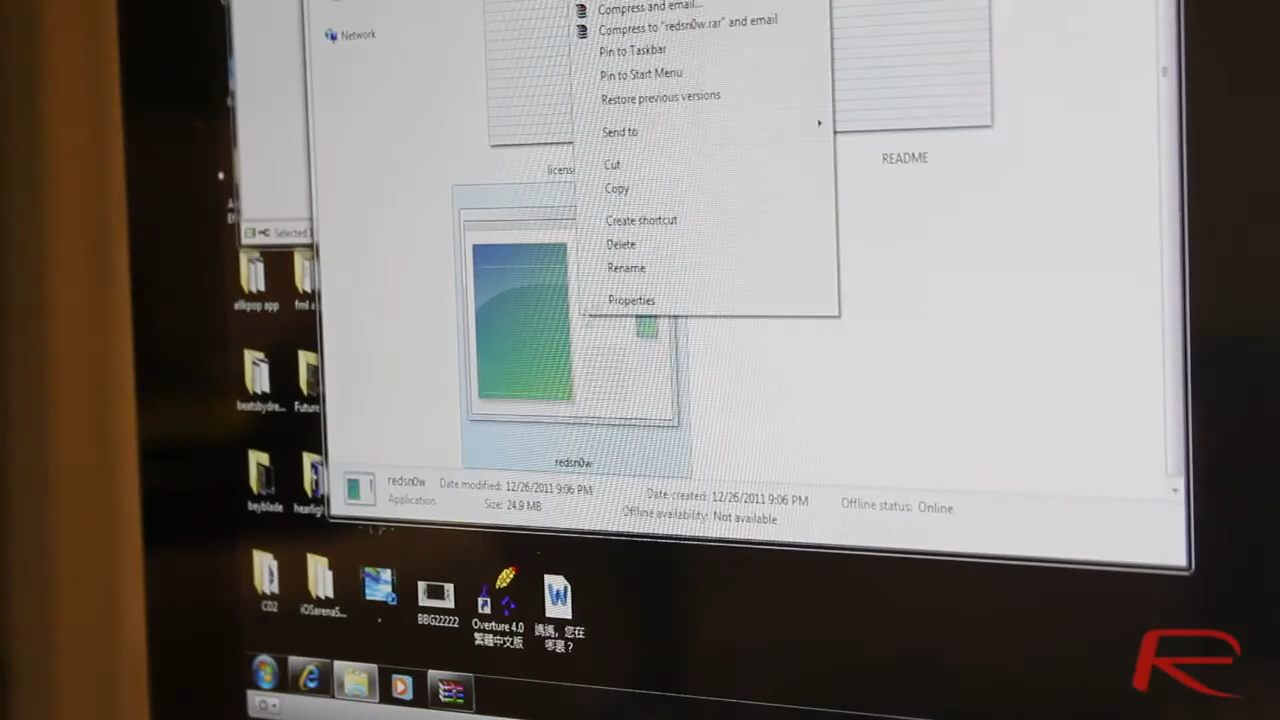 Compress and email...
Compress to "redsn0w.rar" and email
Pin to Taskbar
Pin to Start Menu
Restore previous versions
Send to
Cut
Copy
Create shortcut
Delete
Rename
Properties
Network
licens
README
redsn0w
Selected
allkpop app
fml
beatsbydre...
Future
beyblade
redsn0w
Application
Date modified: 12/26/2011 9:06 PM
Size: 24.9 MB
Date created: 12/26/2011 9:06 PM
Offline availability: Not available
Offline status: Online
CD2
iOSarenaS...
BBG22222
Overture 4.0
繁體中文版
媽媽，您在
哪裏？